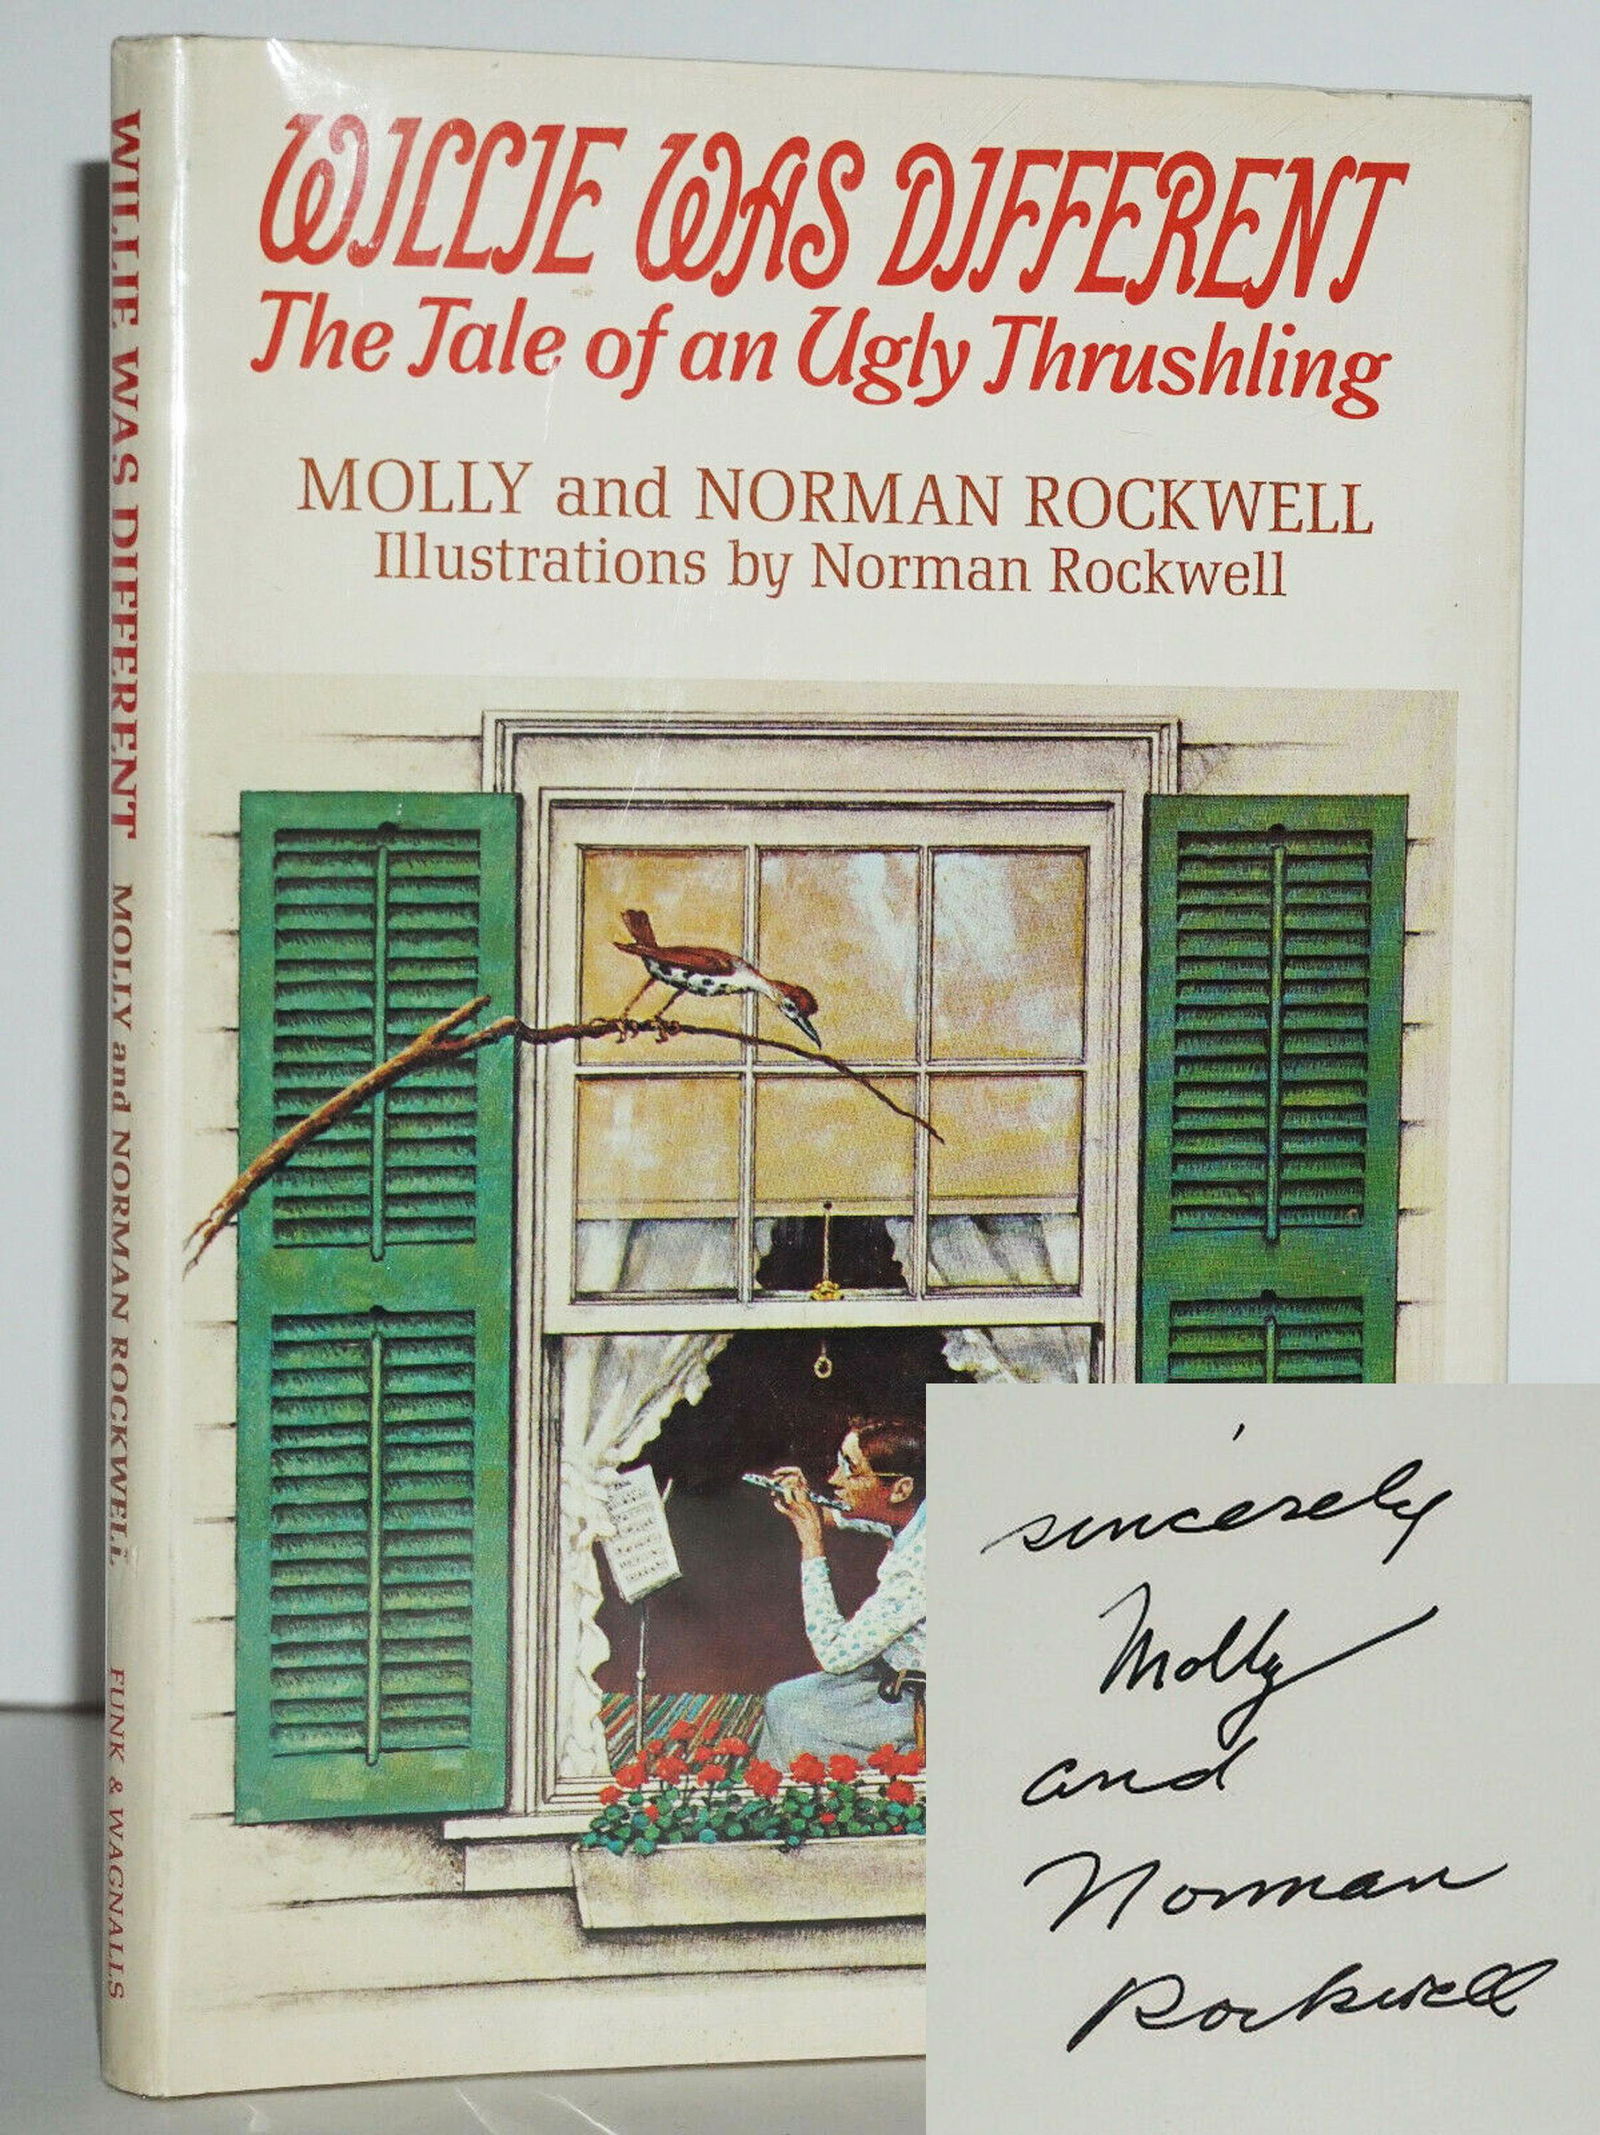 WILLIE WAS DIFFERENT
The Tale of an Ugly Thrushling
MOLLY and NORMAN ROCKWELL
Illustrations by Norman Rockwell
WILLIE WAS DIFFERENT MOLLY and NORMAN ROCKWELL FUNK & WAGNALLS
sincerely
Molly
and
Norman
Rockwell